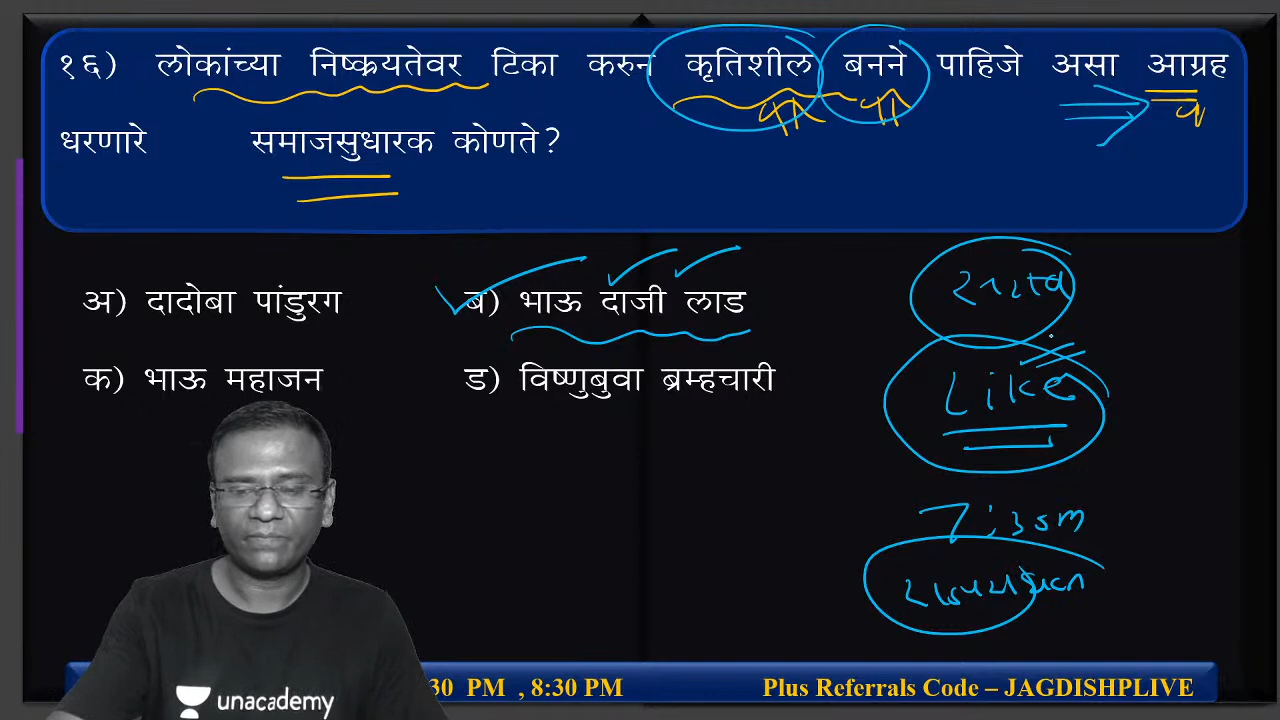 १६) लोकांच्या निष्क्रयतेवर टिका करुन कृतिशील बनने पाहिजे असा आग्रह
धरणारे समाजसुधारक कोणते?
अ) दादोबा पांडुरग
ब) भाऊ दाजी लाड
क) भाऊ महाजन
ड) विष्णुबुवा ब्रम्हचारी
Like
unacademy
30 PM , 8:30 PM
Plus Referrals Code – JAGDISHPLIVE